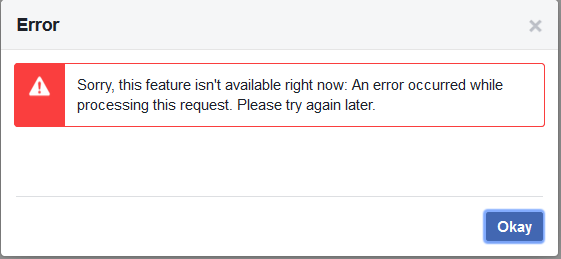 Error
Sorry, this feature isn't available right now: An error occurred while
processing this request. Please try again later.
Okay